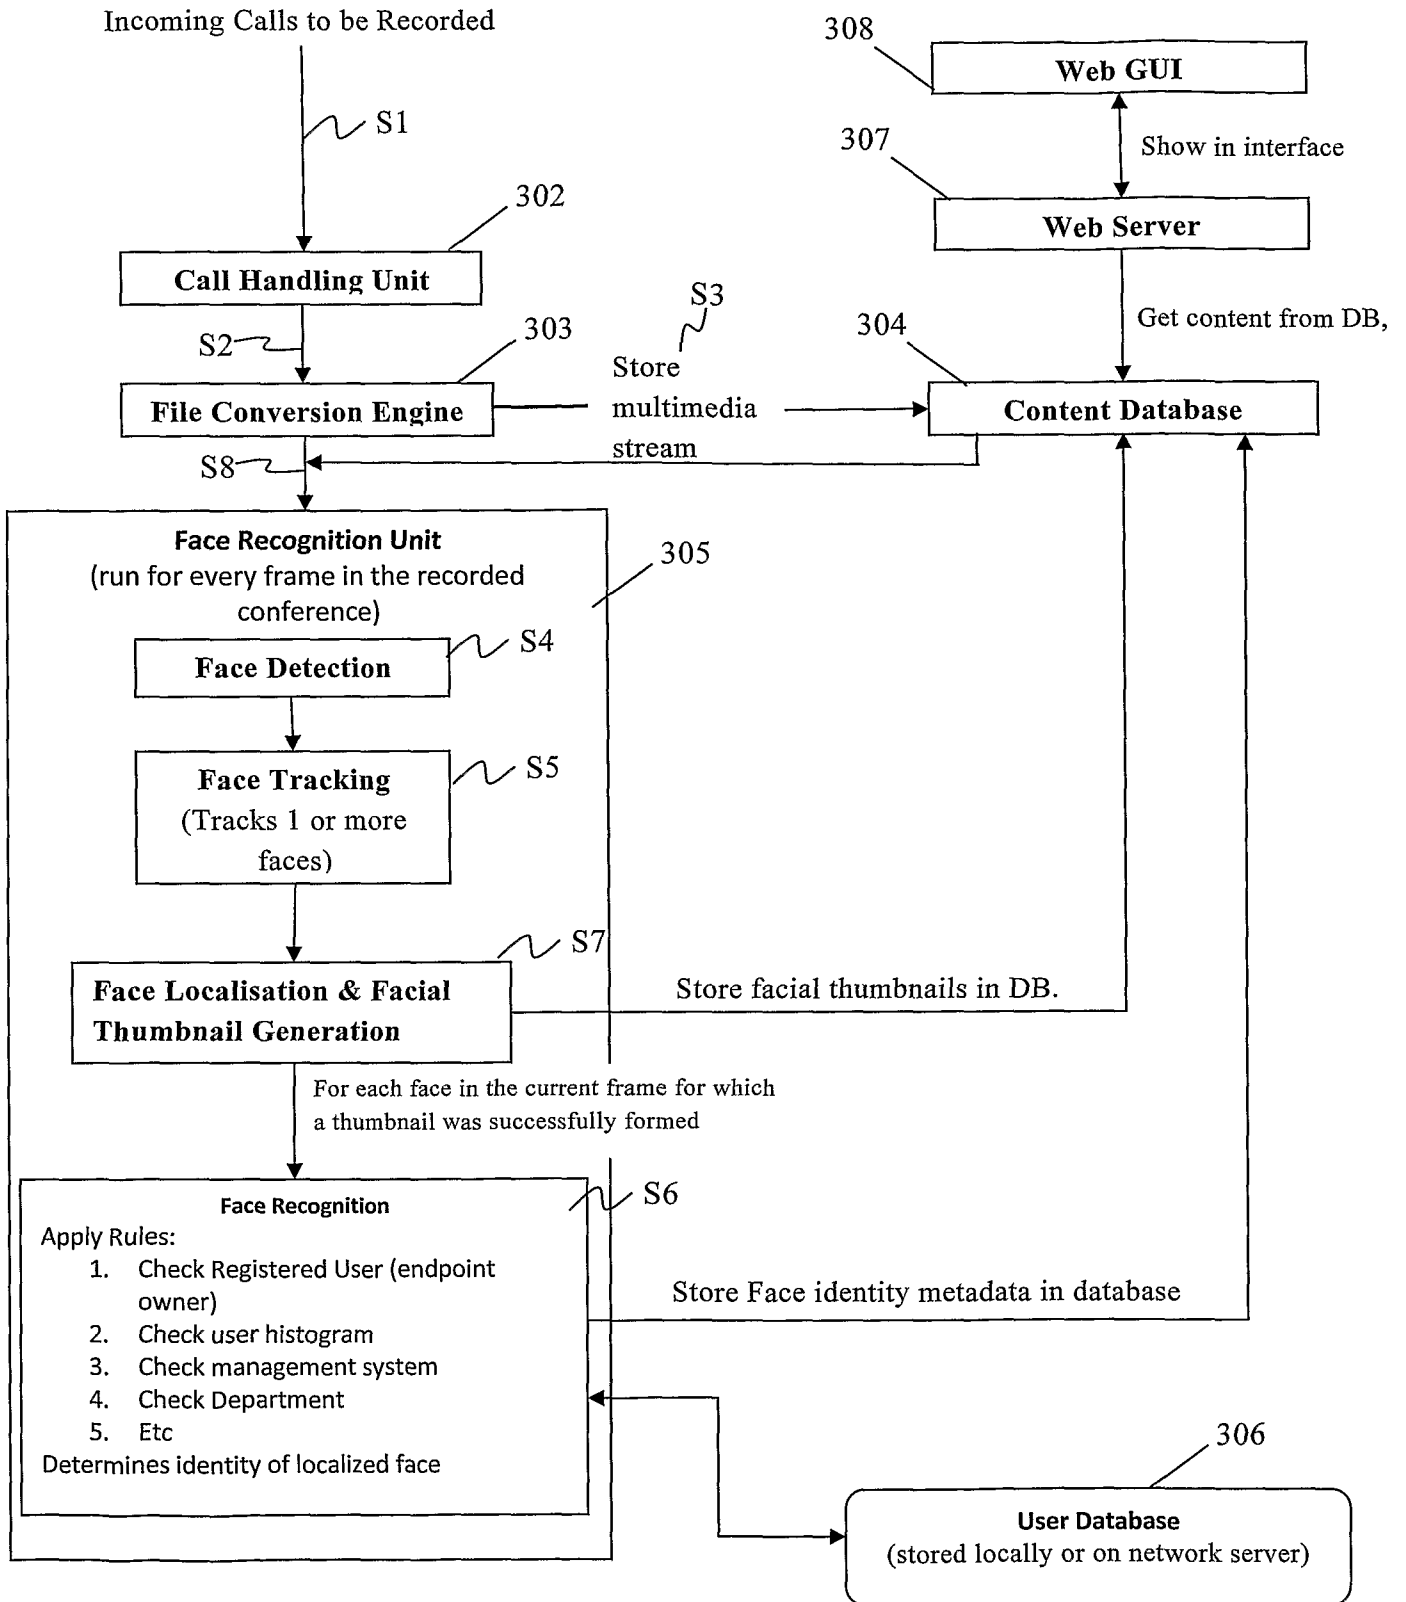 Incoming Calls to be Recorded
308
Web GUI
S1
307
Show in interface
302
Web Server
Call Handling Unit
S3
303
304
Get content from DB,
S2
Store
multimedia
stream
File Conversion Engine
Content Database
S8
Face Recognition Unit
(run for every frame in the recorded
conference)
305
S4
Face Detection
S5
Face Tracking
(Tracks 1 or more
faces)
S7
Face Localisation & Facial
Thumbnail Generation
Store facial thumbnails in DB.
For each face in the current frame for which
a thumbnail was successfully formed
S6
Face Recognition
Apply Rules:
1. Check Registered User (endpoint
owner)
2. Check user histogram
3. Check management system
4. Check Department
5. Etc
Determines identity of localized face
Store Face identity metadata in database
306
User Database
(stored locally or on network server)